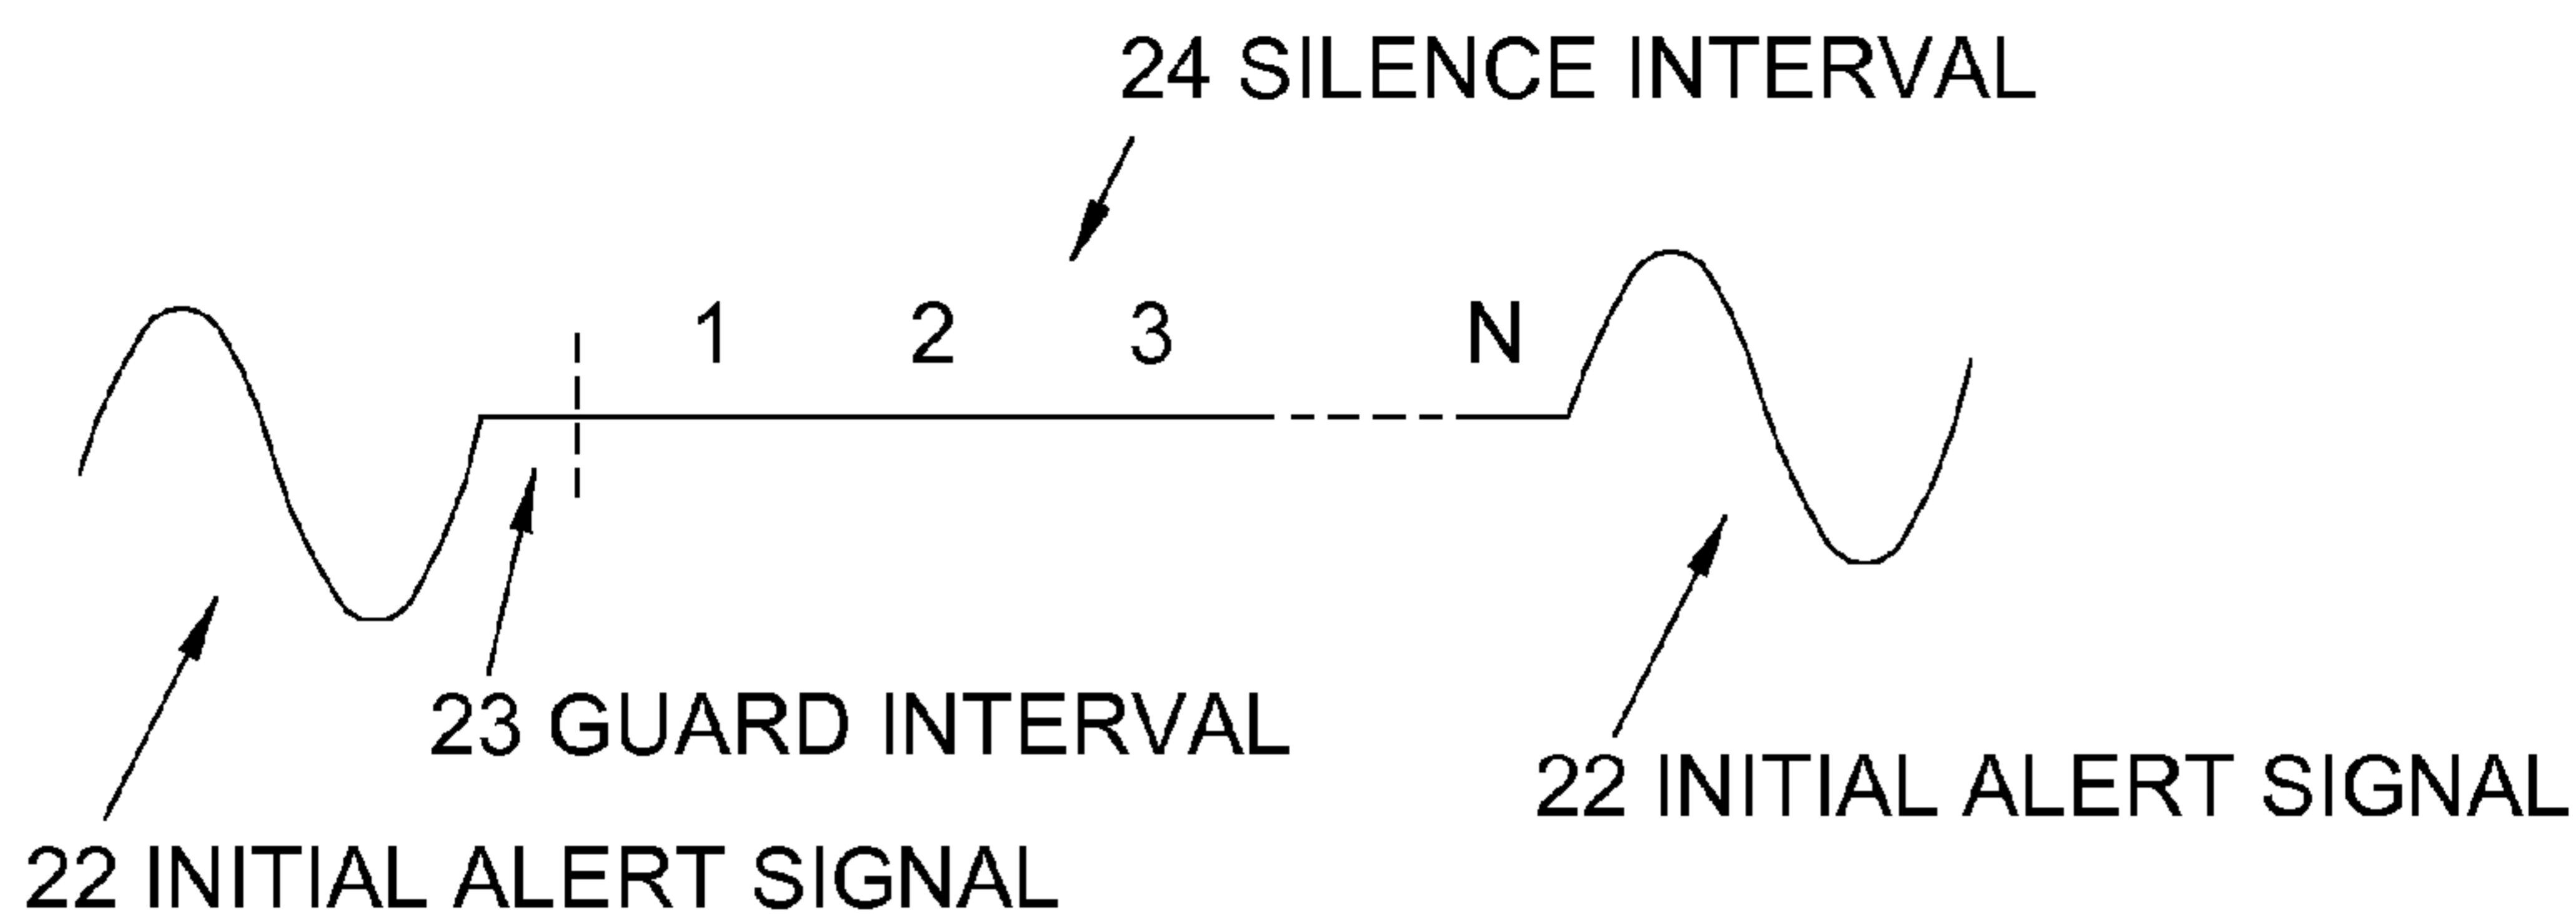 24 SILENCE INTERVAL
1 2 3 N
23 GUARD INTERVAL
22 INITIAL ALERT SIGNAL
22 INITIAL ALERT SIGNAL